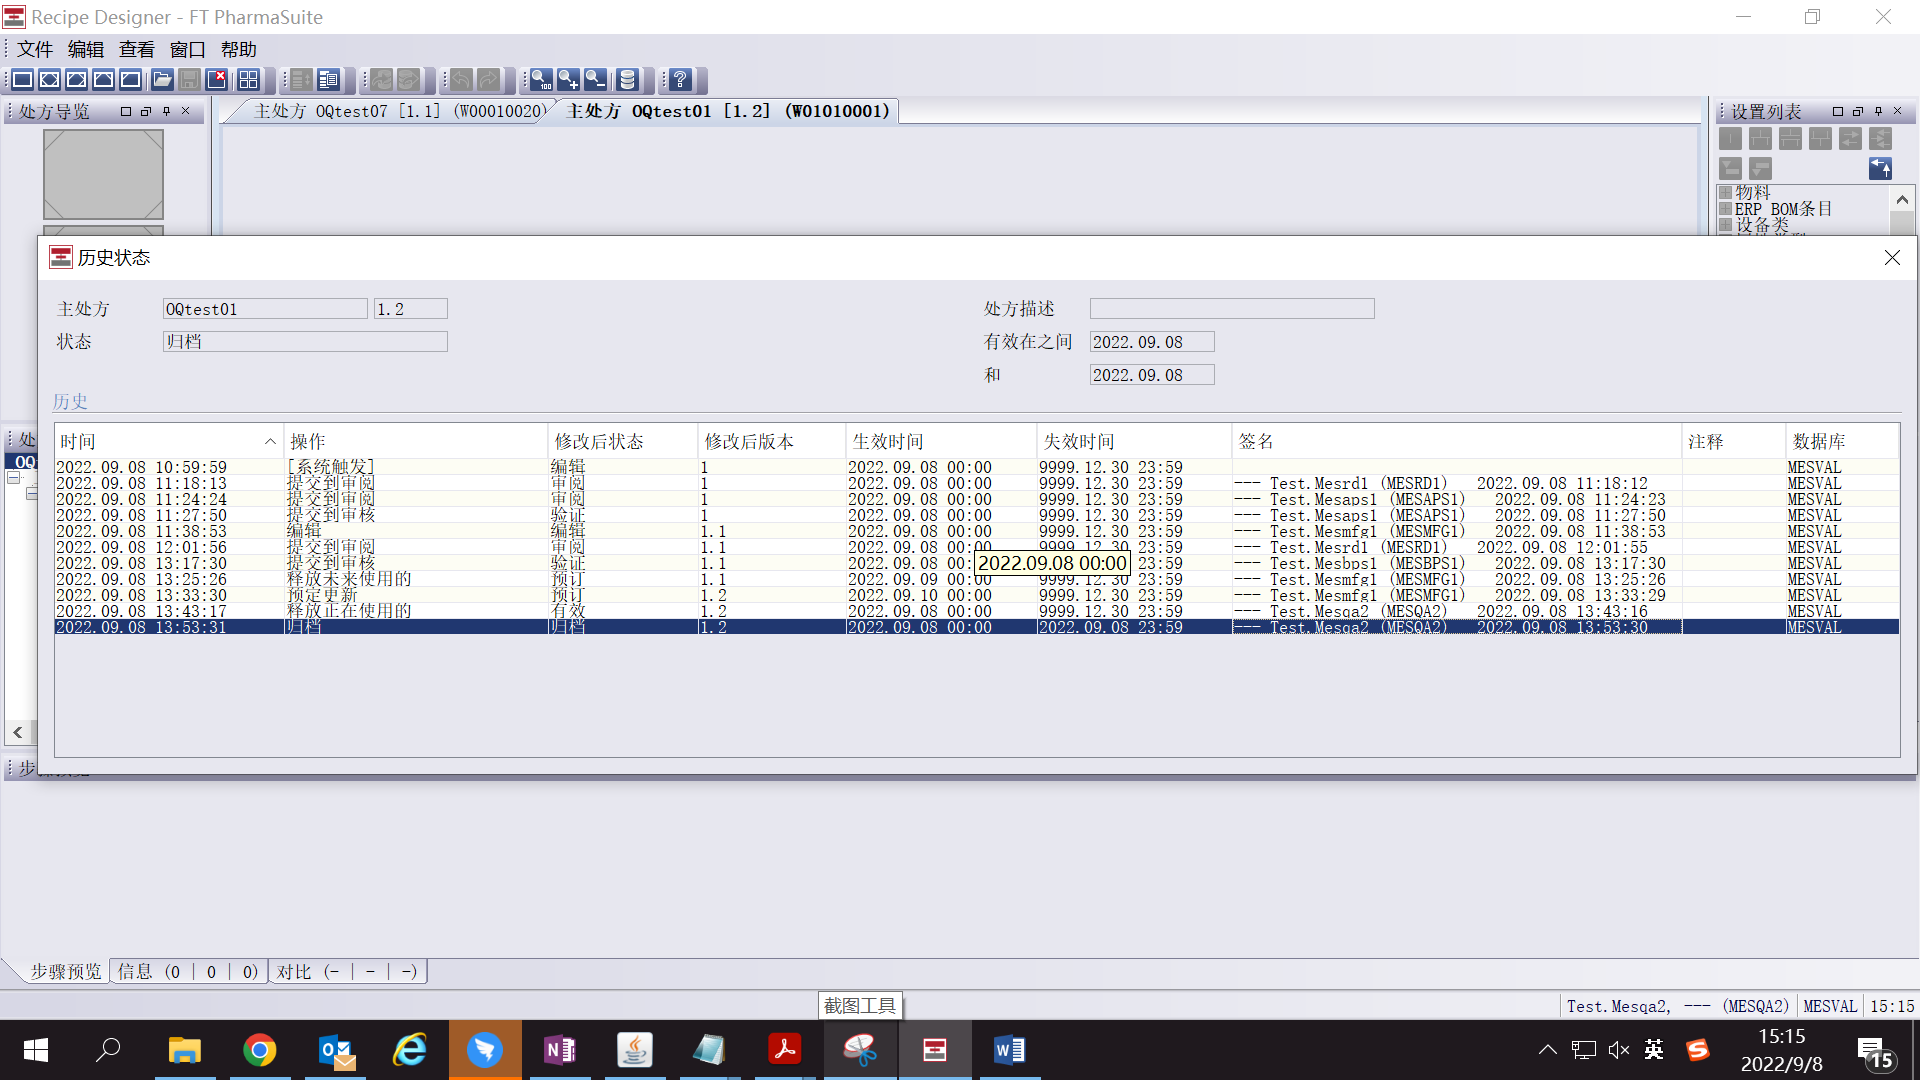 Recipe Designer - FT PharmaSuite
文件 编辑 查看 窗口 帮助
处方导览
主处方 OQtest07 [1.1] (W00010020)
主处方 OQtest01 [1.2] (W01010001)
设置列表
物料
ERP BOM条目
设备类
历史状态
主处方 OQtest01 1.2
处方描述
状态 归档
有效在之间 2022.09.08
和 2022.09.08
历史
时间 操作 修改后状态 修改后版本 生效时间 失效时间 签名 注释 数据库
2022.09.08 10:59:59 [系统触发] 编辑 1 2022.09.08 00:00 9999.12.30 23:59 MESVAL
2022.09.08 11:18:13 提交到审阅 审阅 1 2022.09.08 00:00 9999.12.30 23:59 --- Test.Mesrd1 (MESRD1) 2022.09.08 11:18:12 MESVAL
2022.09.08 11:24:24 提交到审阅 审阅 1 2022.09.08 00:00 9999.12.30 23:59 --- Test.Mesaps1 (MESAPS1) 2022.09.08 11:24:23 MESVAL
2022.09.08 11:27:50 提交到审核 验证 1 2022.09.08 00:00 9999.12.30 23:59 --- Test.Mesaps1 (MESAPS1) 2022.09.08 11:27:50 MESVAL
2022.09.08 11:38:53 编辑 编辑 1.1 2022.09.08 00:00 9999.12.30 23:59 --- Test.Mesmfg1 (MESMFG1) 2022.09.08 11:38:53 MESVAL
2022.09.08 12:01:56 提交到审阅 审阅 1.1 2022.09.08 00:00 9999.12.30 23:59 --- Test.Mesrd1 (MESRD1) 2022.09.08 12:01:55 MESVAL
2022.09.08 13:17:30 提交到审核 验证 1.1 2022.09.08 00: 23:59 --- Test.Mesbps1 (MESBPS1) 2022.09.08 13:17:30 MESVAL
2022.09.08 00:00
2022.09.08 13:25:26 释放未来使用的 预订 1.1 2022.09.09 00:00 9999.12.30 23:59 --- Test.Mesmfg1 (MESMFG1) 2022.09.08 13:25:26 MESVAL
2022.09.08 13:33:30 预定更新 预订 1.2 2022.09.10 00:00 9999.12.30 23:59 --- Test.Mesmfg1 (MESMFG1) 2022.09.08 13:33:29 MESVAL
2022.09.08 13:43:17 释放正在使用的 有效 1.2 2022.09.08 00:00 9999.12.30 23:59 --- Test.Mesqa2 (MESQA2) 2022.09.08 13:43:16 MESVAL
2022.09.08 13:53:31 归档 归档 1.2 2022.09.08 00:00 2022.09.08 23:59 --- Test.Mesqa2 (MESQA2) 2022.09.08 13:53:30 MESVAL
处
OQ
步骤预览 信息 (0 | 0 | 0) 对比 (- | - | -)
截图工具
Test.Mesqa2, --- (MESQA2) MESVAL 15:15
英
15:15
2022/9/8
15